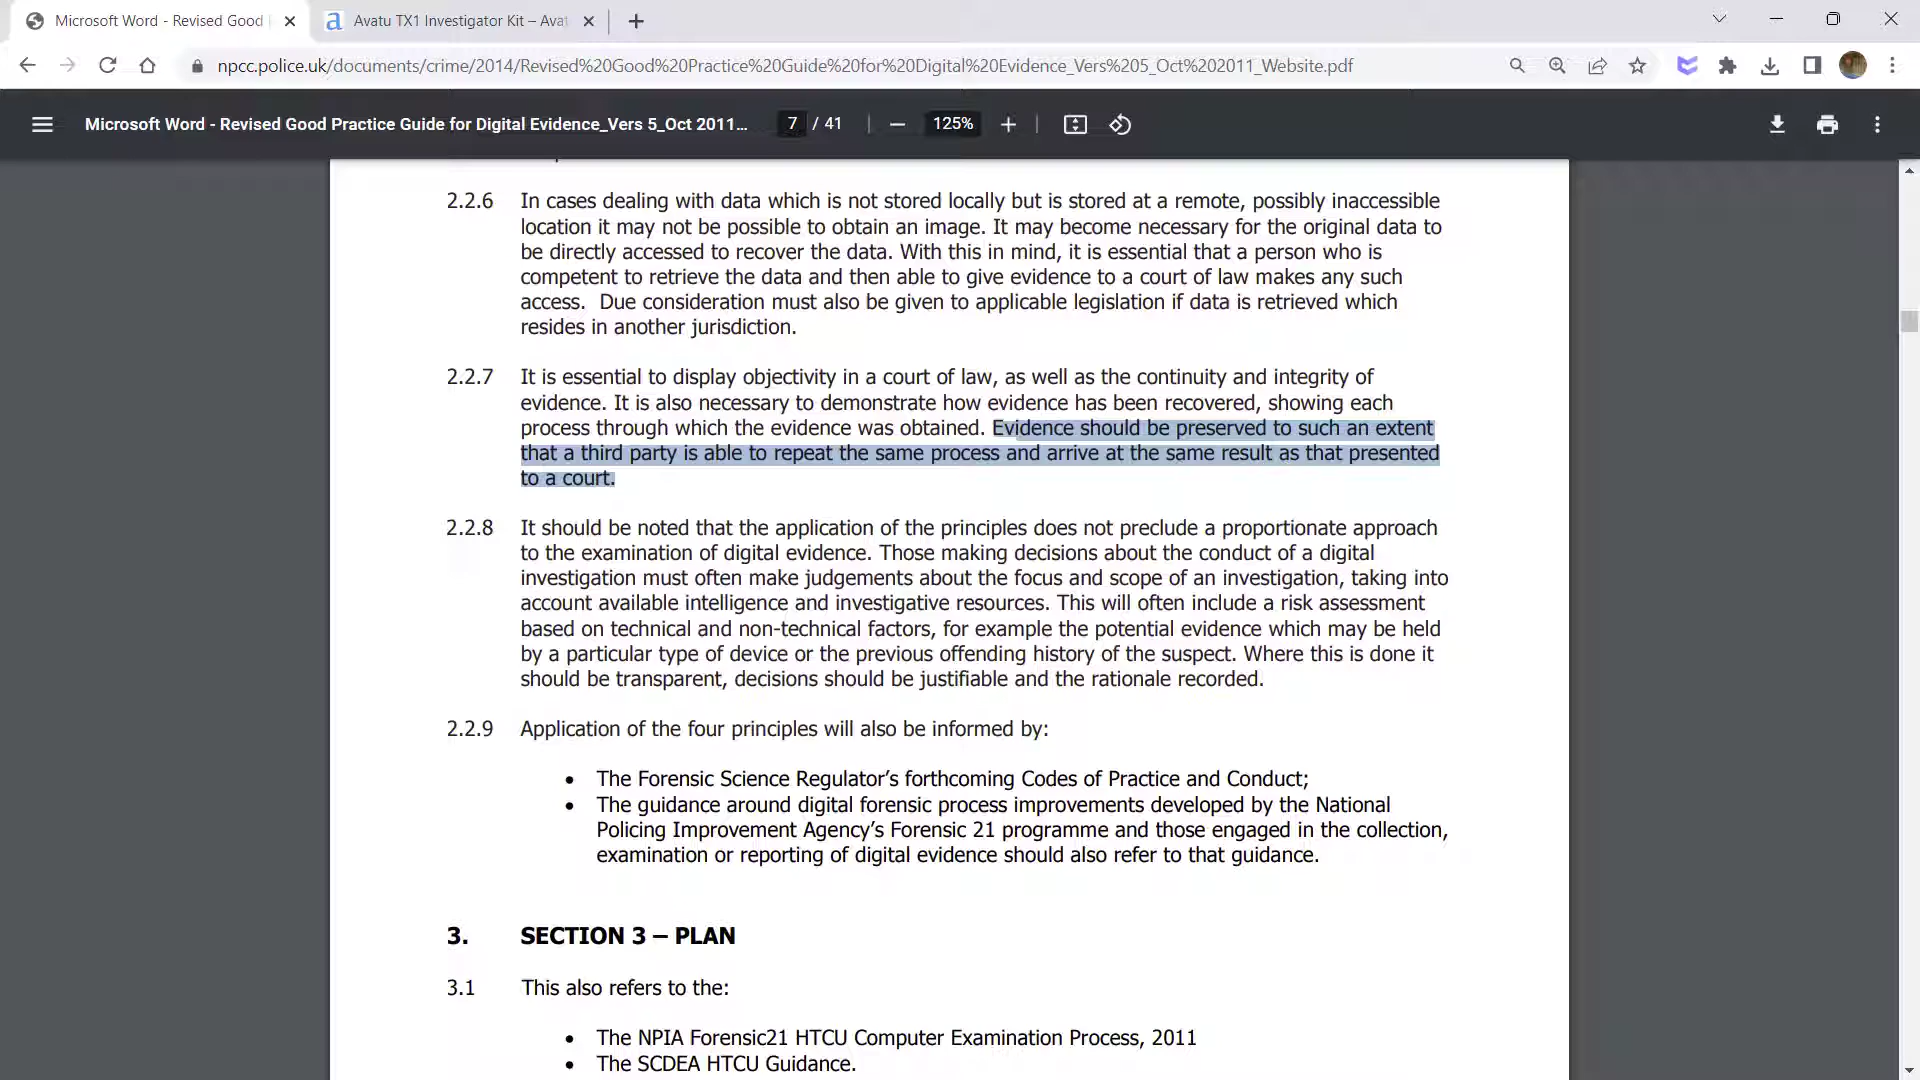 Microsoft Word - Revised Good
Avatu TX1 Investigator Kit – Avat
npcc.police.uk/documents/crime/2014/Revised%20Good%20Practice%20Guide%20for%20Digital%20Evidence_Vers%205_Oct%202011_Website.pdf
Microsoft Word - Revised Good Practice Guide for Digital Evidence_Vers 5_Oct 2011...
7 / 41
125%
2.2.6 In cases dealing with data which is not stored locally but is stored at a remote, possibly inaccessible
location it may not be possible to obtain an image. It may become necessary for the original data to
be directly accessed to recover the data. With this in mind, it is essential that a person who is
competent to retrieve the data and then able to give evidence to a court of law makes any such
access. Due consideration must also be given to applicable legislation if data is retrieved which
resides in another jurisdiction.
2.2.7 It is essential to display objectivity in a court of law, as well as the continuity and integrity of
evidence. It is also necessary to demonstrate how evidence has been recovered, showing each
process through which the evidence was obtained. Evidence should be preserved to such an extent
that a third party is able to repeat the same process and arrive at the same result as that presented
to a court.
2.2.8 It should be noted that the application of the principles does not preclude a proportionate approach
to the examination of digital evidence. Those making decisions about the conduct of a digital
investigation must often make judgements about the focus and scope of an investigation, taking into
account available intelligence and investigative resources. This will often include a risk assessment
based on technical and non-technical factors, for example the potential evidence which may be held
by a particular type of device or the previous offending history of the suspect. Where this is done it
should be transparent, decisions should be justifiable and the rationale recorded.
2.2.9 Application of the four principles will also be informed by:
• The Forensic Science Regulator’s forthcoming Codes of Practice and Conduct;
• The guidance around digital forensic process improvements developed by the National
Policing Improvement Agency’s Forensic 21 programme and those engaged in the collection,
examination or reporting of digital evidence should also refer to that guidance.
3. SECTION 3 – PLAN
3.1 This also refers to the:
• The NPIA Forensic21 HTCU Computer Examination Process, 2011
• The SCDEA HTCU Guidance.